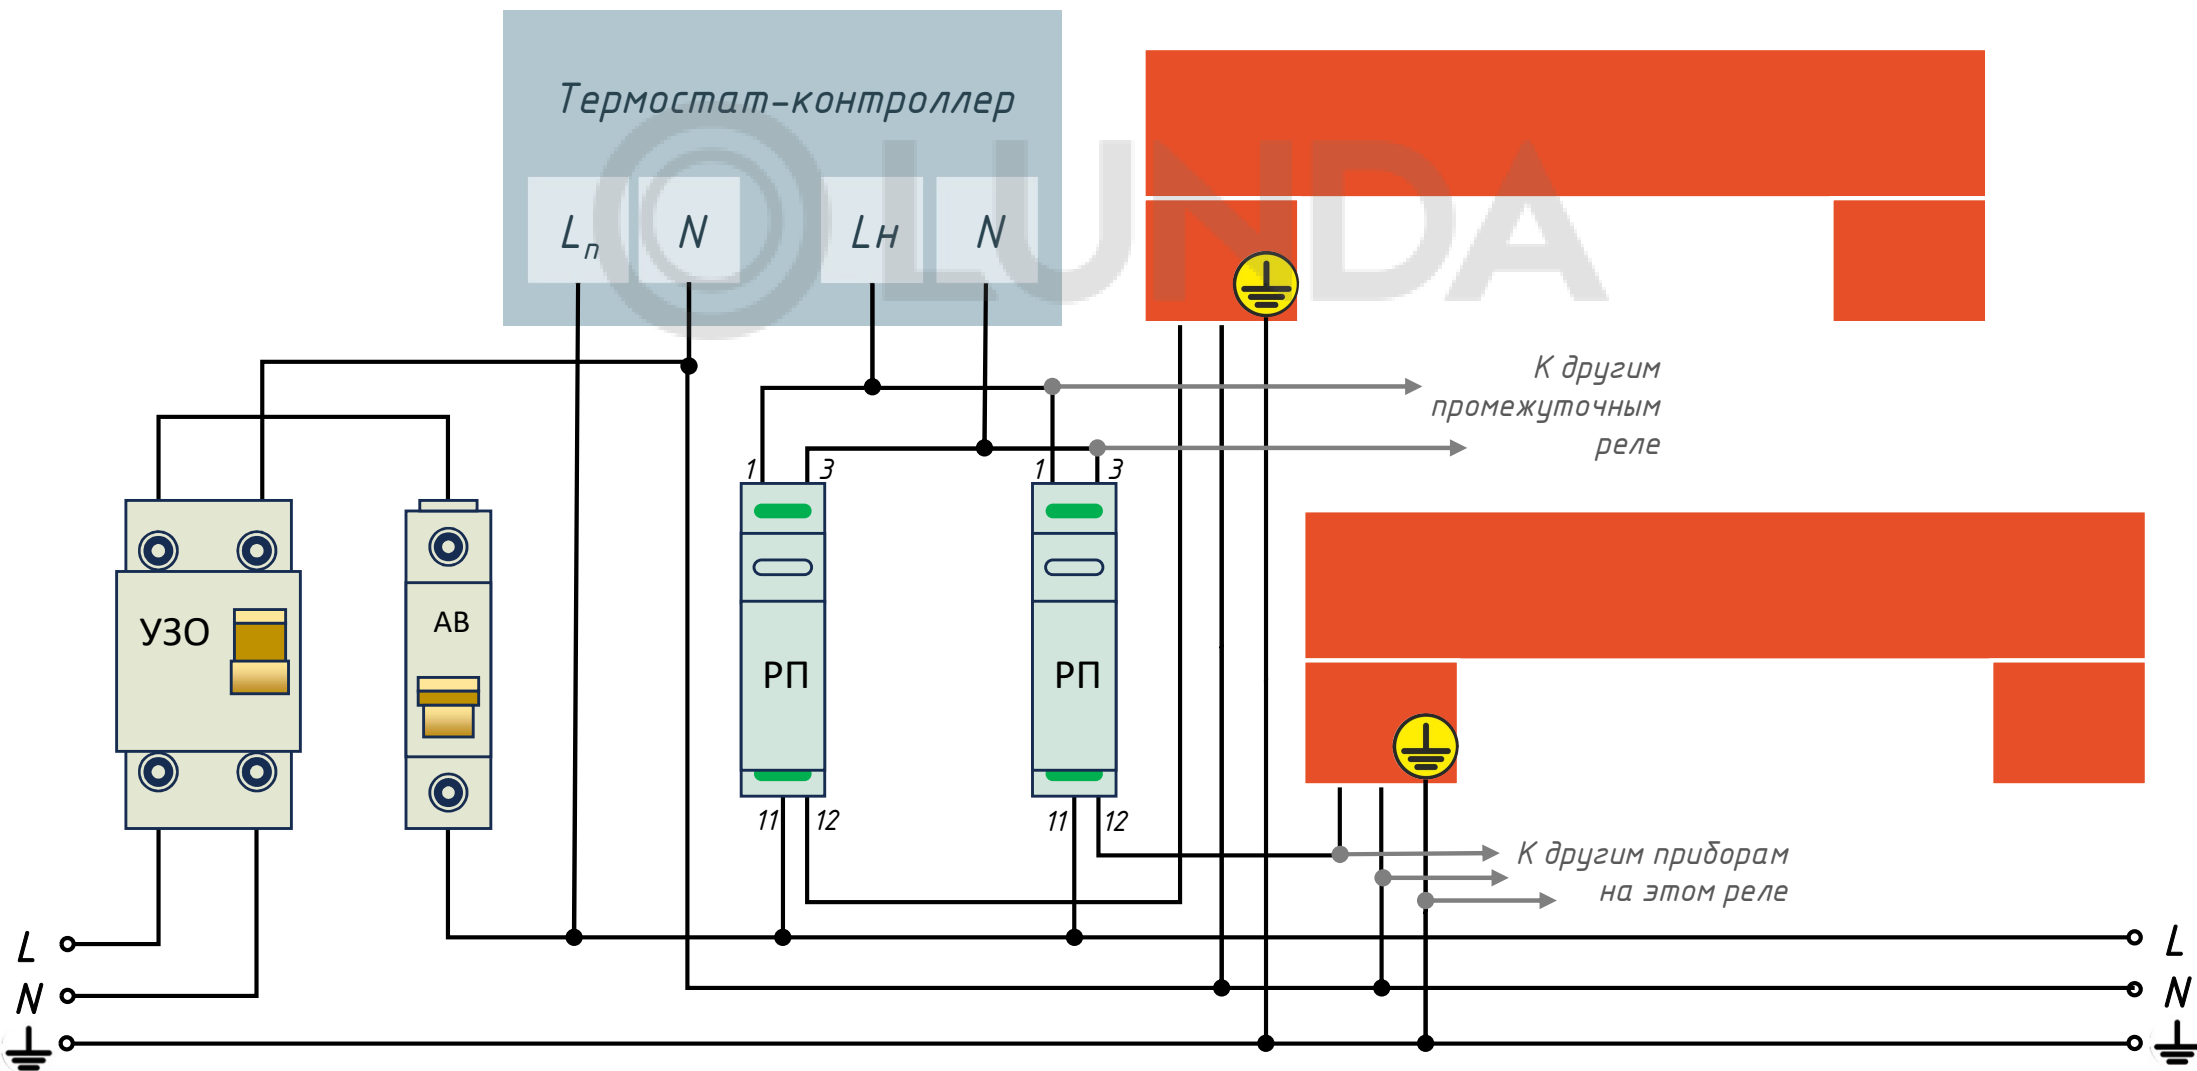 Термостат-контроллер
LUNDA
Lп
N
Lн
N
К другим
промежуточным
реле
1
3
1
3
УЗО
АВ
РП
РП
11
12
11
12
К другим приборам
на этом реле
L
L
N
N